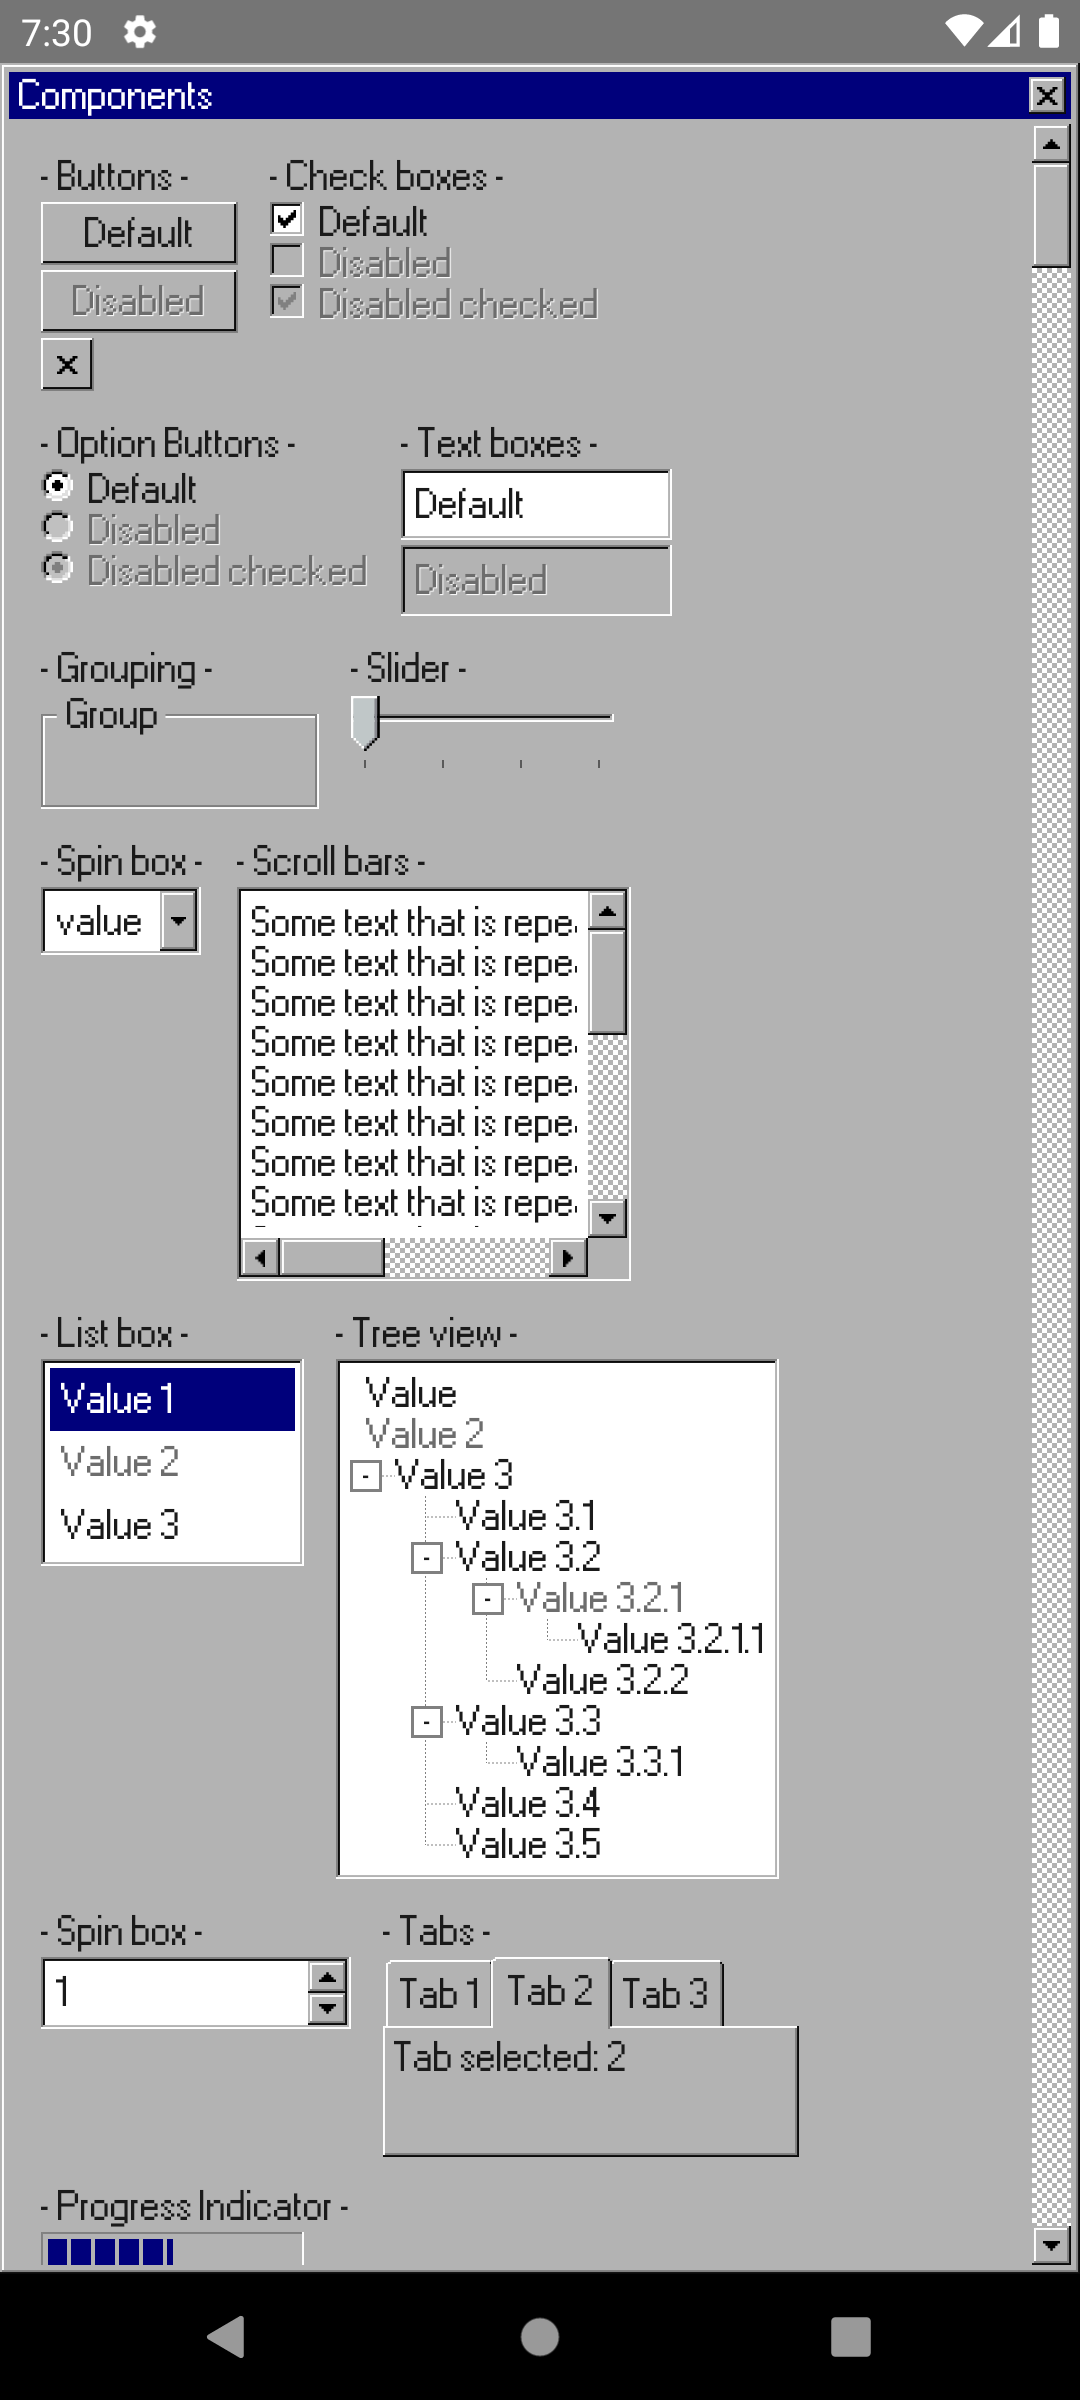 7:30
Components
- Buttons -
- Check boxes -
Default
Default
Disabled
Disabled
Disabled checked
- Option Buttons -
- Text boxes -
Default
Default
Disabled
Disabled
Disabled checked
- Grouping -
- Slider -
Group
- Spin box -
- Scroll bars -
value
Some text that is repe
Some text that is repe
Some text that is repe
Some text that is repe
Some text that is repe
Some text that is repe
Some text that is repe
Some text that is repe
- List box -
- Tree view -
Value 1
Value 2
Value 3
Value
Value 2
Value 3
Value 3.1
Value 3.2
Value 3.2.1
Value 3.2.1.1
Value 3.2.2
Value 3.3
Value 3.3.1
Value 3.4
Value 3.5
- Spin box -
- Tabs -
1
Tab 1 Tab 2 Tab 3
Tab selected: 2
- Progress Indicator -